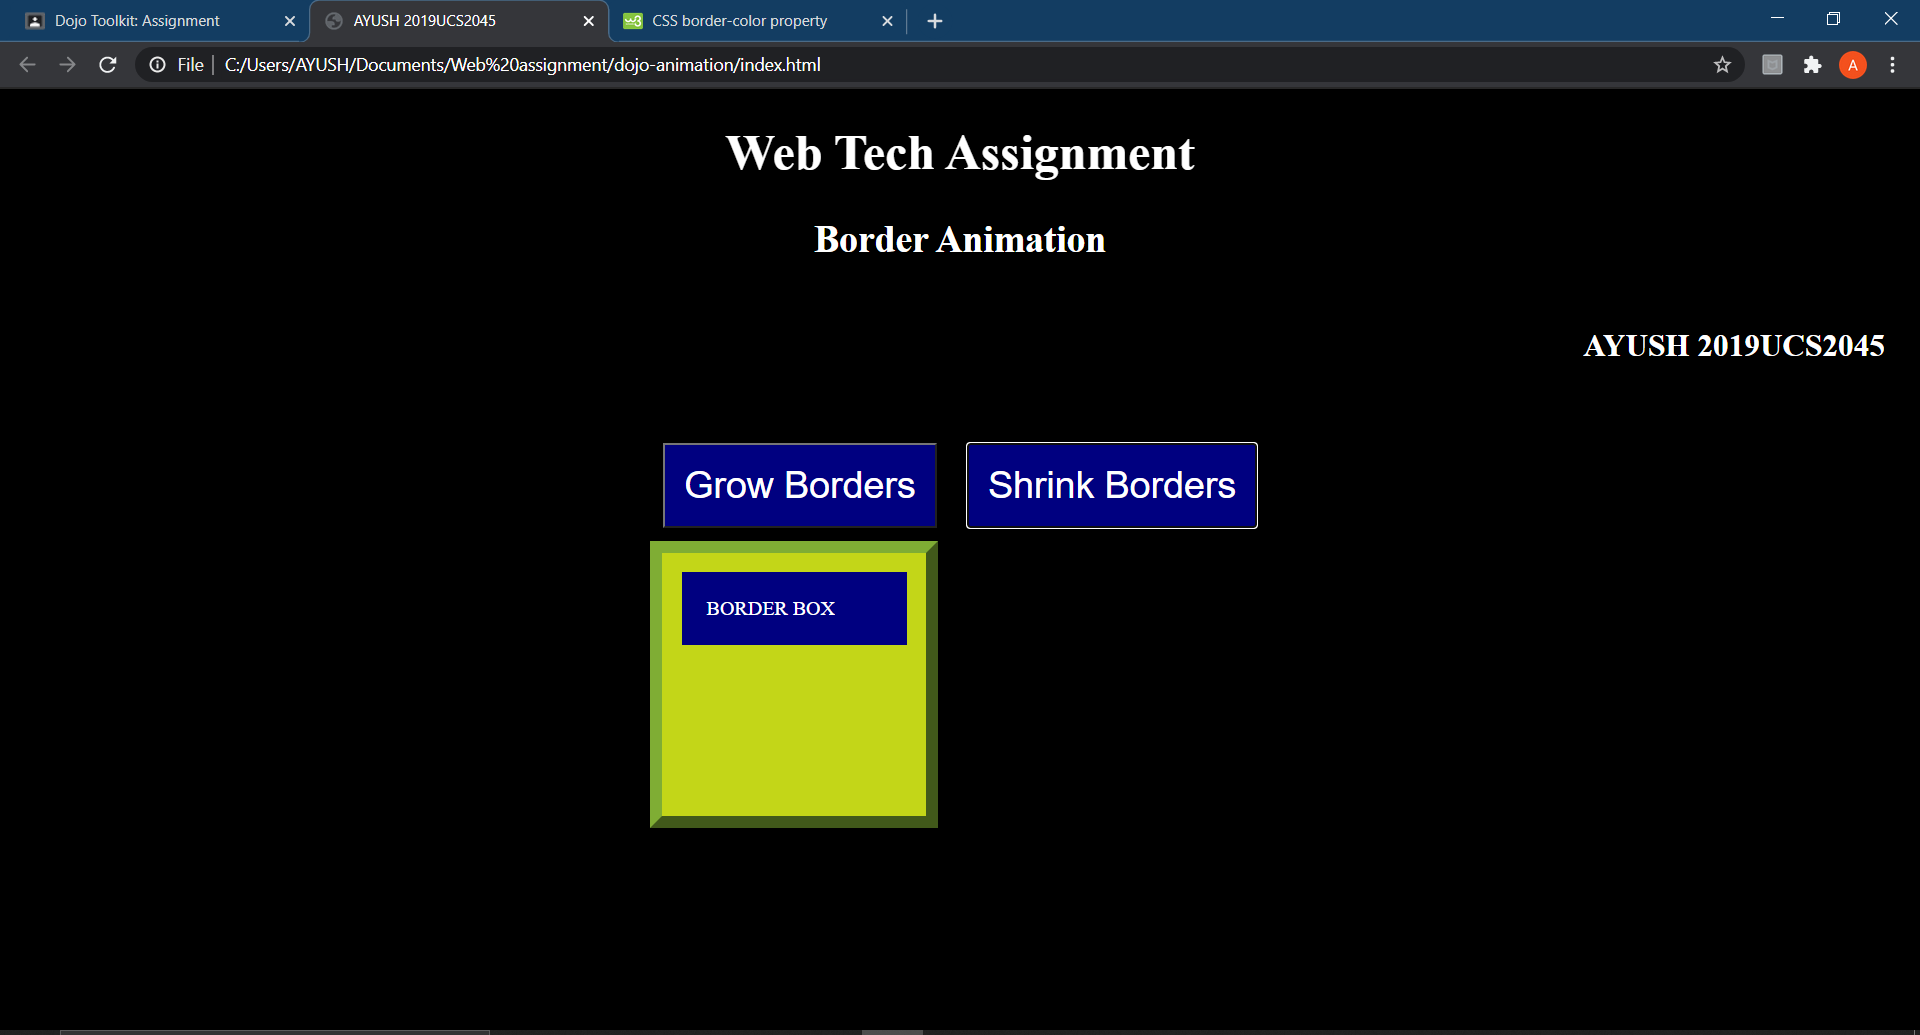 Dojo Toolkit: Assignment
AYUSH 2019UCS2045
CSS border-color property
File
C:/Users/AYUSH/Documents/Web%20assignment/dojo-animation/index.html
A
Web Tech Assignment
Border Animation
AYUSH 2019UCS2045
Grow Borders
Shrink Borders
BORDER BOX